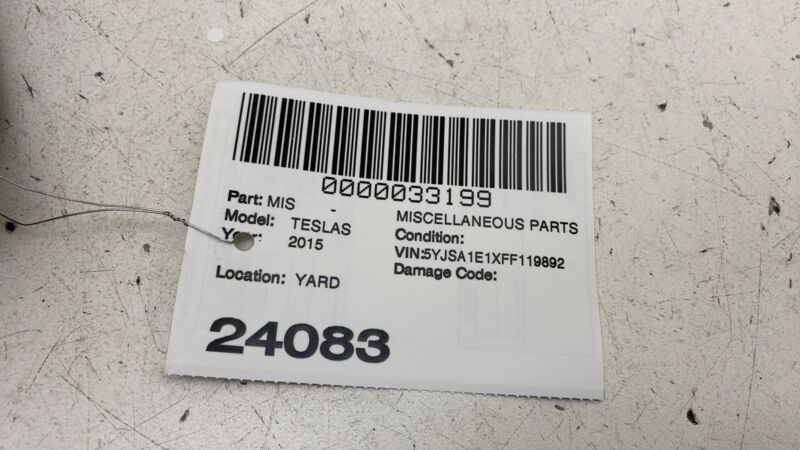 0000033199
Part: MIS - MISCELLANEOUS PARTS
Model: TESLAS Condition:
Year: 2015 VIN:5YJSA1E1XFF119892
Location: YARD Damage Code:
24083